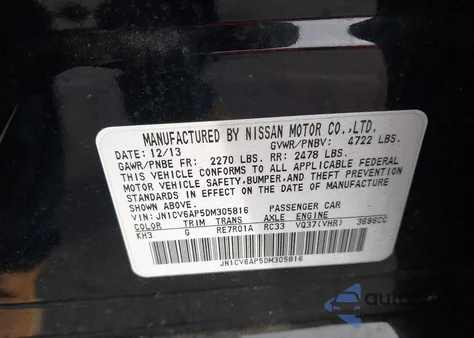 MANUFACTURED BY NISSAN MOTOR CO.,LTD.
DATE: 12/13 GVWR/PNBV: 4722 LBS.
GAWR/PNBE FR: 2270 LBS. RR: 2478 LBS.
THIS VEHICLE CONFORMS TO ALL APPLICABLE FEDERAL
MOTOR VEHICLE SAFETY,BUMPER,AND THEFT PREVENTION
STANDARDS IN EFFECT ON THE DATE OF MANUFACTURE
SHOWN ABOVE.
VIN: JN1CV6AP5DM305816 PASSENGER CAR
COLOR TRIM TRANS AXLE ENGINE
KH3 G RE7R01A RC33 VQ37(VHR) 3696CC
JN1CV6AP5DM305816